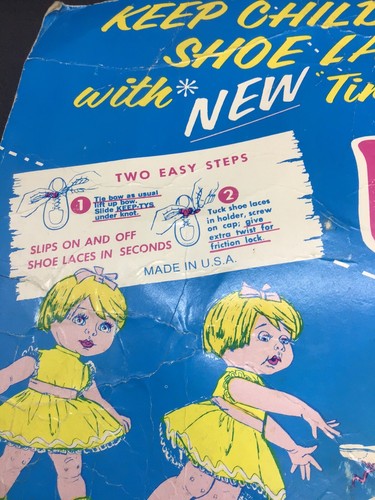 KEEP CHILD
SHOE LA
with* NEW "Tin
TWO EASY STEPS
1 Tie bow as usual
lift up bow.
Slide KEEP-TYS
under knot.
2
Tuck shoe laces
in holder, screw
on cap; give
extra twist for
friction lock.
SLIPS ON AND OFF
SHOE LACES IN SECONDS
MADE IN U.S.A.